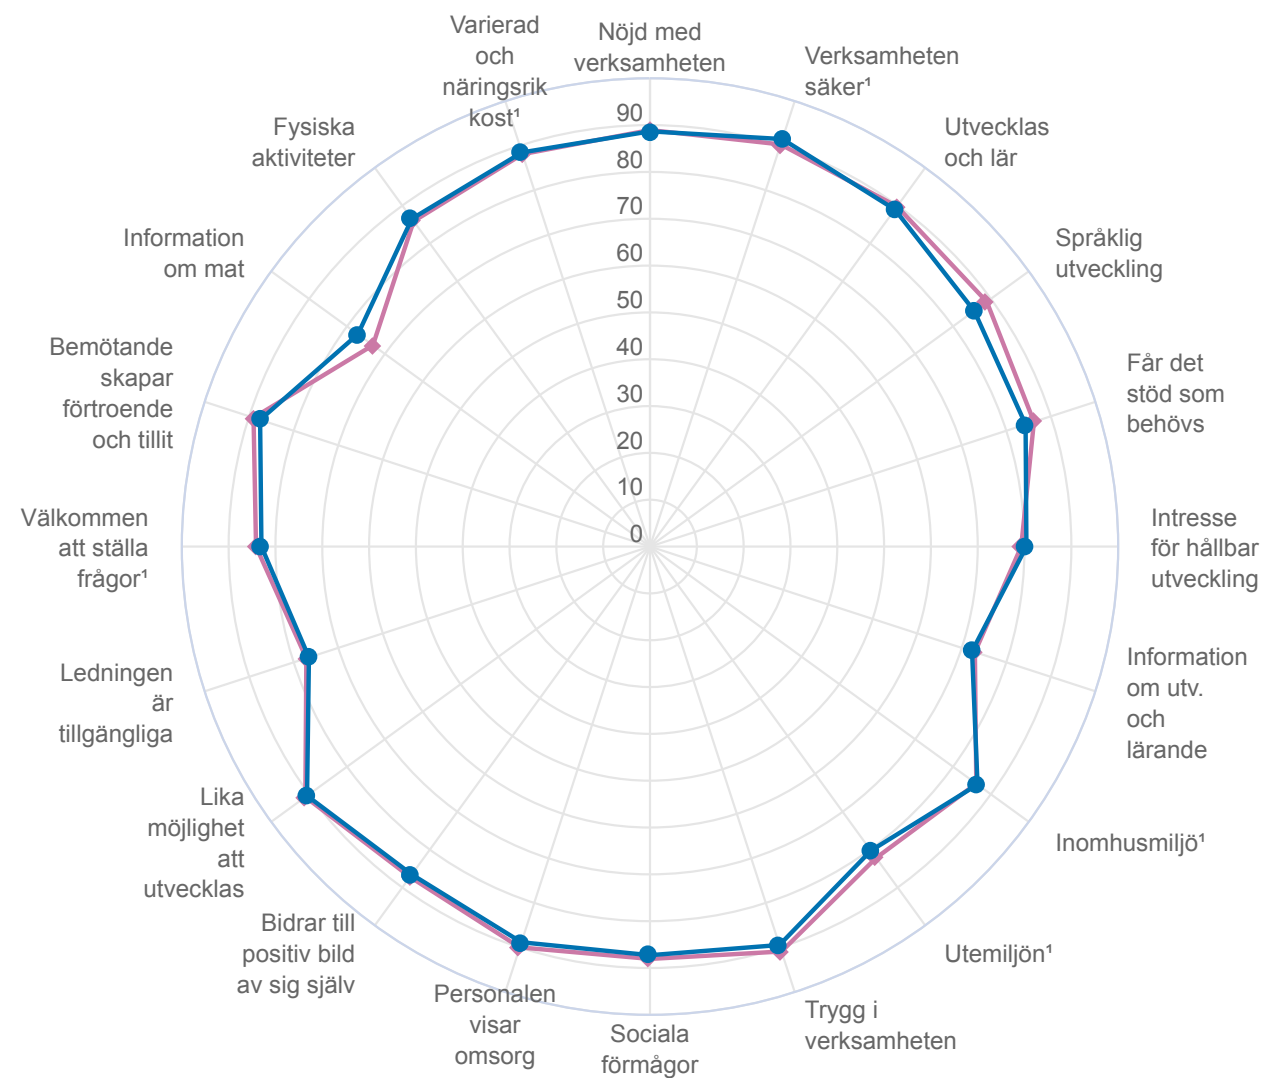 Nöjd med
verksamheten
Verksamheten
säker¹
Utvecklas
och lär
Språklig
utveckling
Får det
stöd som
behövs
Intresse
för hållbar
utveckling
Information
om utv.
och
lärande
Inomhusmiljö¹
Utemiljön¹
Trygg i
verksamheten
Sociala
förmågor
Personalen
visar
omsorg
Bidrar till
positiv bild
av sig själv
Lika
möjlighet
att
utvecklas
Ledningen
är
tillgängliga
Välkommen
att ställa
frågor¹
Bemötande
skapar
förtroende
och tillit
Information
om mat
Fysiska
aktiviteter
Varierad
och
näringsrik
kost¹
90
80
70
60
50
40
30
20
10
0